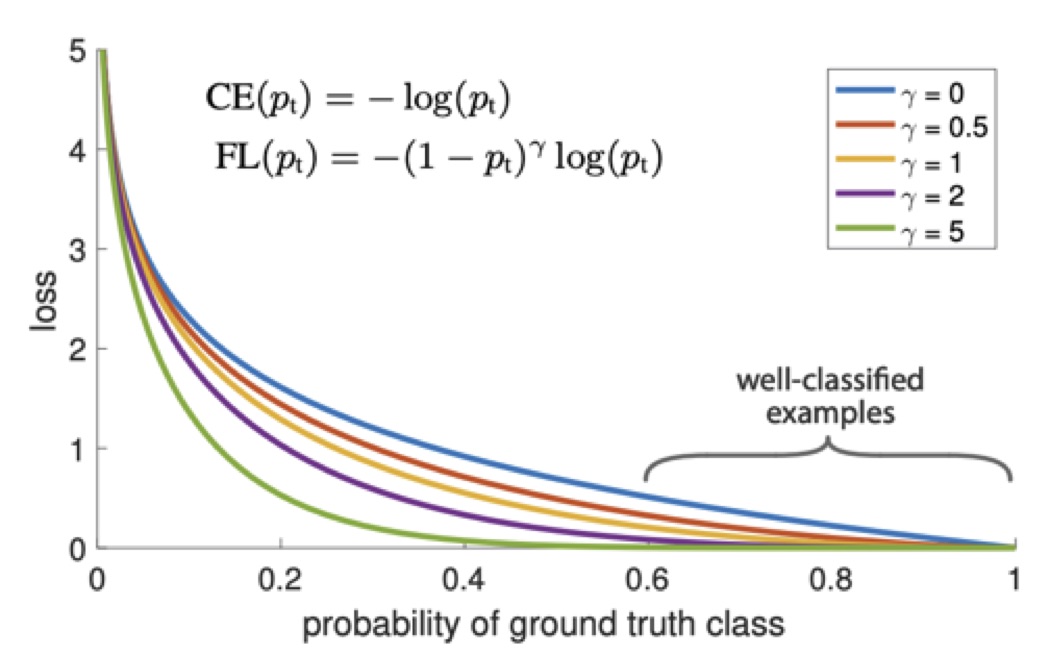 5
4
3
2
1
0
loss
CE(pₜ) = − log(pₜ)
FL(pₜ) = −(1 − pₜ)^γ log(pₜ)
γ = 0
γ = 0.5
γ = 1
γ = 2
γ = 5
well-classified
examples
0 0.2 0.4 0.6 0.8 1
probability of ground truth class